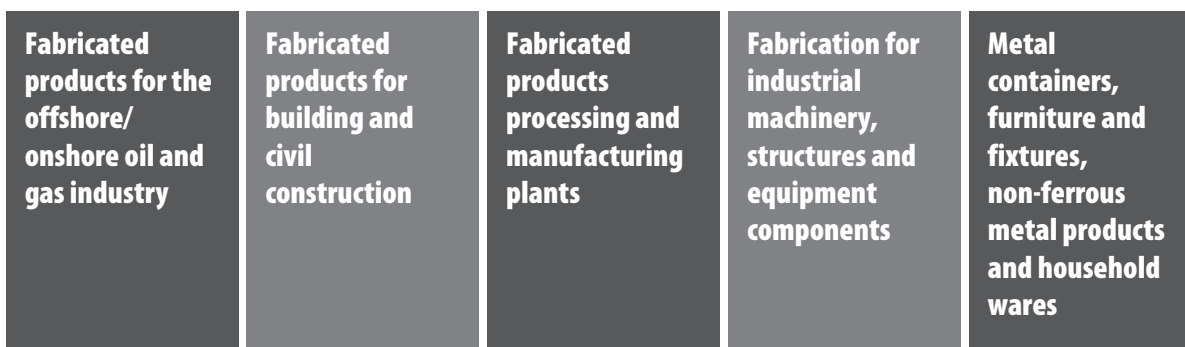 Fabricated
products for the
offshore/
onshore oil and
gas industry
Fabricated
products for
building and
civil
construction
Fabricated
products
processing and
manufacturing
plants
Fabrication for
industrial
machinery,
structures and
equipment
components
Metal
containers,
furniture and
fixtures,
non-ferrous
metal products
and household
wares